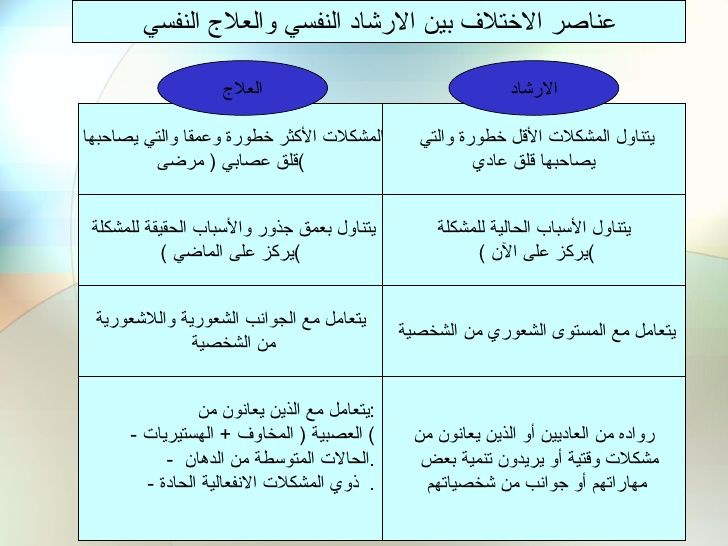 عناصر الاختلاف بين الارشاد النفسي والعلاج النفسي
الارشاد
العلاج
يتناول المشكلات الأقل خطورة والتي
يصاحبها قلق عادي
المشكلات الأكثر خطورة وعمقا والتي يصاحبها
قلق عصابي ( مرضى)
يتناول الأسباب الحالية للمشكلة
(يركز على الآن )
يتناول بعمق جذور والأسباب الحقيقة للمشكلة
(يركز على الماضي )
يتعامل مع المستوى الشعوري من الشخصية
يتعامل مع الجوانب الشعورية واللاشعورية
من الشخصية
رواده من العاديين أو الذين يعانون من
مشكلات وقتية أو يريدون تنمية بعض
مهاراتهم أو جوانب من شخصياتهم
يتعامل مع الذين يعانون من:
- العصبية ( المخاوف + الهستيريات )
- الحالات المتوسطة من الدهان.
- ذوي المشكلات الانفعالية الحادة .